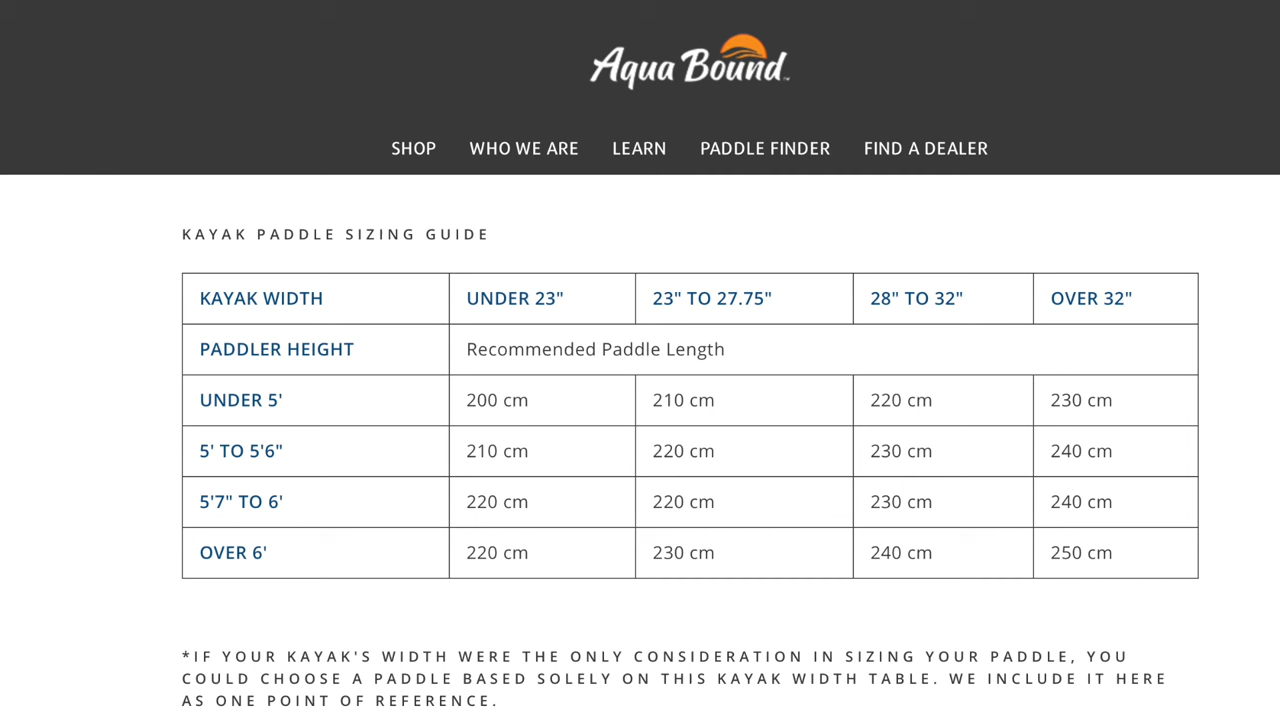 Aqua Bound™
SHOP WHO WE ARE LEARN PADDLE FINDER FIND A DEALER
KAYAK PADDLE SIZING GUIDE
KAYAK WIDTH UNDER 23" 23" TO 27.75" 28" TO 32" OVER 32"
PADDLER HEIGHT Recommended Paddle Length
UNDER 5' 200 cm 210 cm 220 cm 230 cm
5' TO 5'6" 210 cm 220 cm 230 cm 240 cm
5'7" TO 6' 220 cm 220 cm 230 cm 240 cm
OVER 6' 220 cm 230 cm 240 cm 250 cm
*IF YOUR KAYAK'S WIDTH WERE THE ONLY CONSIDERATION IN SIZING YOUR PADDLE, YOU
COULD CHOOSE A PADDLE BASED SOLELY ON THIS KAYAK WIDTH TABLE. WE INCLUDE IT HERE
AS ONE POINT OF REFERENCE.